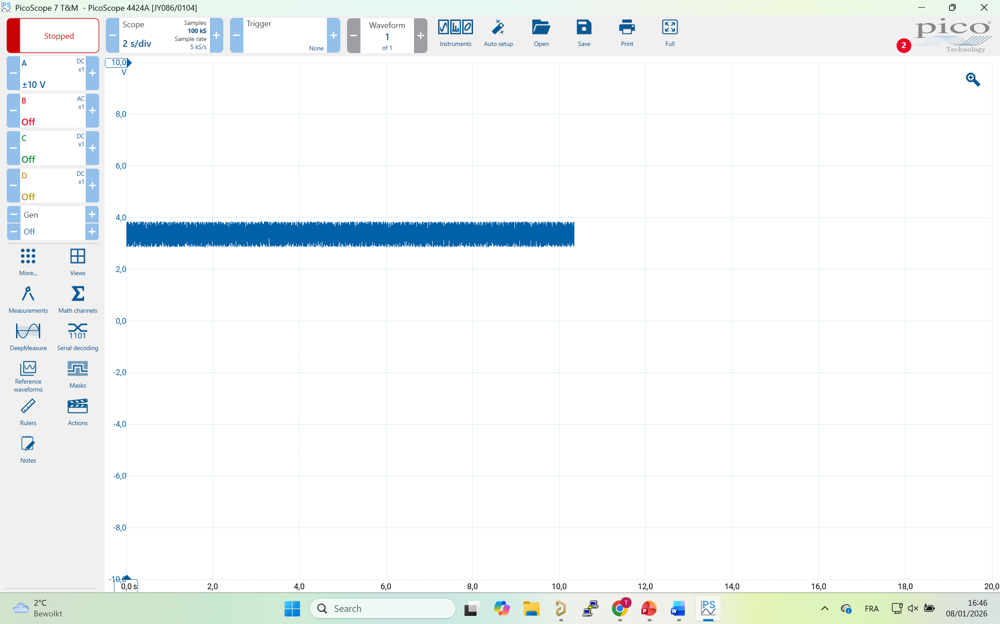 PS PicoScope 7 T&M - PicoScope 4424A [JY086/0104]
Stopped
Scope
2 s/div
Samples
100 kS
Sample rate
5 kS/s
Trigger
None
Waveform
1
of 1
Instruments
Auto setup
Open
Save
Print
Full
2
pico
Technology
A DC
x1
±10 V
B AC
x1
Off
C DC
x1
Off
D DC
x1
Off
Gen
Off
More...
Views
Measurements
Math channels
DeepMeasure
1101
Serial decoding
Reference
waveforms
Masks
Rulers
Actions
Notes
10,0
V
8,0
6,0
4,0
2,0
0,0
-2,0
-4,0
-6,0
-8,0
-10,0
0,0 s 2,0 4,0 6,0 8,0 10,0 12,0 14,0 16,0 18,0 20,0
2°C
Bewolkt
Search
T
P
W
PS
FRA
16:46
08/01/2026